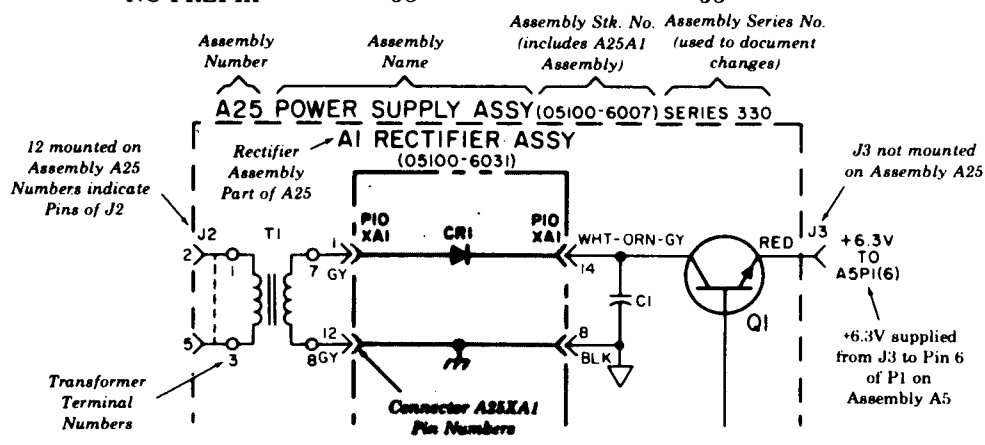 NO PREFIX
Assembly Number
Assembly Name
Assembly Stk. No. (includes A25A1 Assembly)
Assembly Series No. (used to document changes)
A25 POWER SUPPLY ASSY (05100-6007) SERIES 330
A1 RECTIFIER ASSY
(05100-6031)
12 mounted on Assembly A25
Numbers indicate Pins of J2
Rectifier Assembly Part of A25
J3 not mounted on Assembly A25
J2
T1
P10
XA1
CR1
P10
XA1
WHT-ORN-GY
RED
J3
2
1
7
1
GY
14
+6.3V
TO
A5P1(6)
C1
Q1
5
3
8
12
GY
8
BLK
+6.3V supplied from J3 to Pin 6 of P1 on Assembly A5
Transformer Terminal Numbers
Connector A25XA1
Pin Numbers